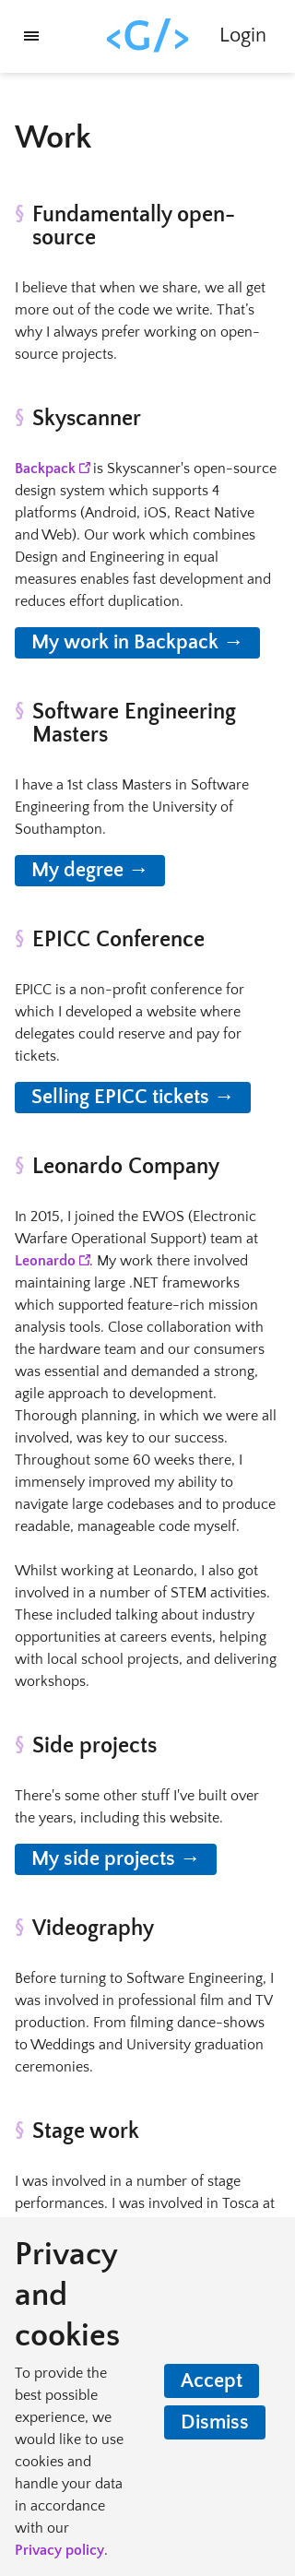 <G/>
Login
Work
§ Fundamentally open-
source
I believe that when we share, we all get
more out of the code we write. That's
why I always prefer working on open-
source projects.
§ Skyscanner
Backpack is Skyscanner's open-source
design system which supports 4
platforms (Android, iOS, React Native
and Web). Our work which combines
Design and Engineering in equal
measures enables fast development and
reduces effort duplication.
My work in Backpack →
§ Software Engineering
Masters
I have a 1st class Masters in Software
Engineering from the University of
Southampton.
My degree →
§ EPICC Conference
EPICC is a non-profit conference for
which I developed a website where
delegates could reserve and pay for
tickets.
Selling EPICC tickets →
§ Leonardo Company
In 2015, I joined the EWOS (Electronic
Warfare Operational Support) team at
Leonardo. My work there involved
maintaining large .NET frameworks
which supported feature-rich mission
analysis tools. Close collaboration with
the hardware team and our consumers
was essential and demanded a strong,
agile approach to development.
Thorough planning, in which we were all
involved, was key to our success.
Throughout some 60 weeks there, I
immensely improved my ability to
navigate large codebases and to produce
readable, manageable code myself.
Whilst working at Leonardo, I also got
involved in a number of STEM activities.
These included talking about industry
opportunities at careers events, helping
with local school projects, and delivering
workshops.
§ Side projects
There's some other stuff I've built over
the years, including this website.
My side projects →
§ Videography
Before turning to Software Engineering, I
was involved in professional film and TV
production. From filming dance-shows
to Weddings and University graduation
ceremonies.
§ Stage work
I was involved in a number of stage
performances. I was involved in Tosca at
Privacy
and
cookies
To provide the
best possible
experience, we
would like to use
cookies and
handle your data
in accordance
with our
Privacy policy.
Accept
Dismiss